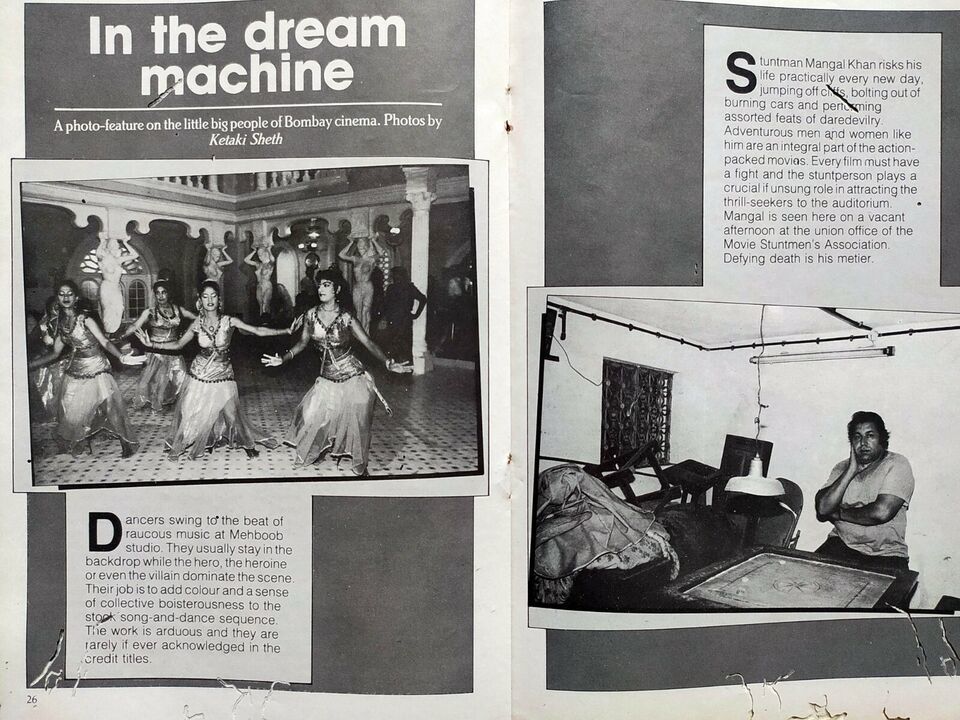 In the dream
machine
A photo-feature on the little big people of Bombay cinema. Photos by
Ketaki Sheth
Dancers swing to the beat of
raucous music at Mehboob
studio. They usually stay in the
backdrop while the hero, the heroine
or even the villain dominate the scene.
Their job is to add colour and a sense
of collective boisterousness to the
stock song-and-dance sequence.
The work is arduous and they are
rarely if ever acknowledged in the
credit titles.
26
Stuntman Mangal Khan risks his
life practically every new day,
jumping off cliffs, bolting out of
burning cars and performing
assorted feats of daredevilry.
Adventurous men and women like
him are an integral part of the action-
packed movies. Every film must have
a fight and the stuntperson plays a
crucial if unsung role in attracting the
thrill-seekers to the auditorium.
Mangal is seen here on a vacant
afternoon at the union office of the
Movie Stuntmen's Association.
Defying death is his metier.